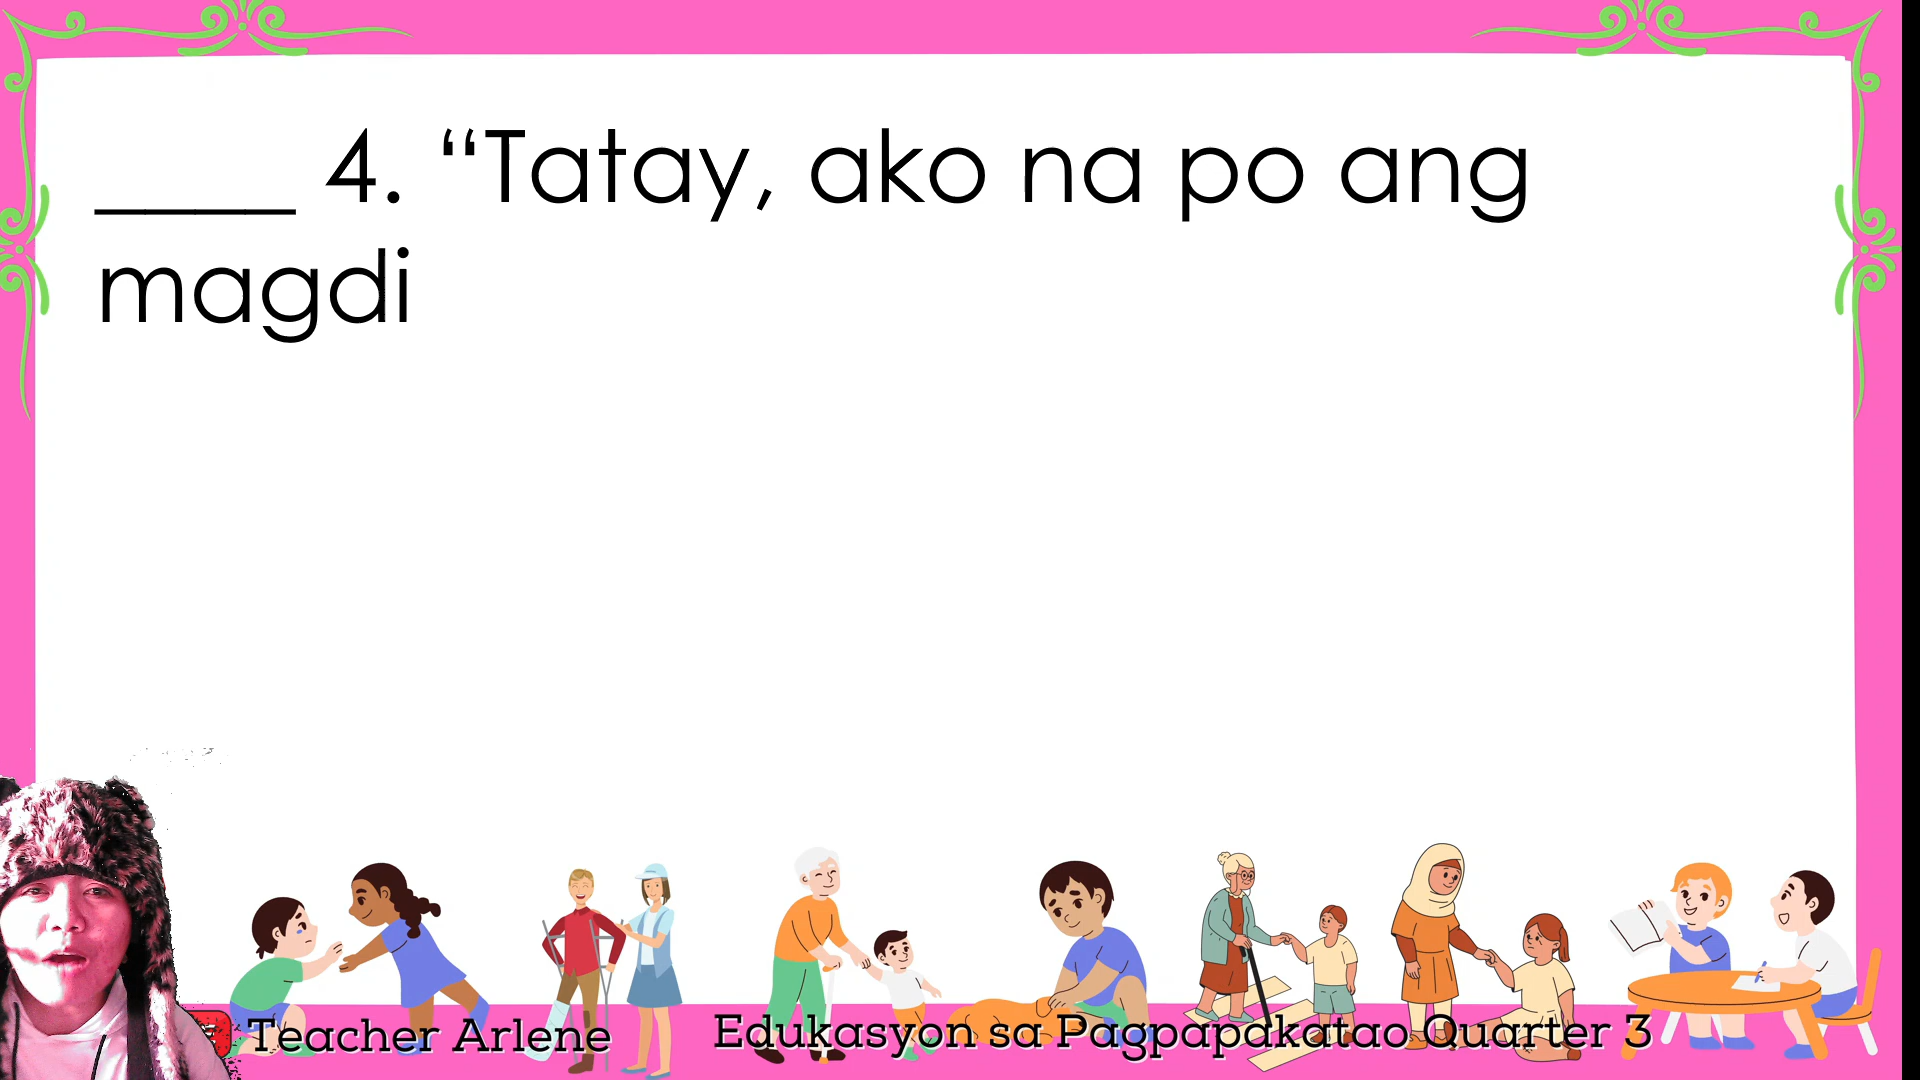 ____ 4. “Tatay, ako na po ang
magdi
Teacher Arlene
Edukasyon sa Pagpapakatao Quarter 3